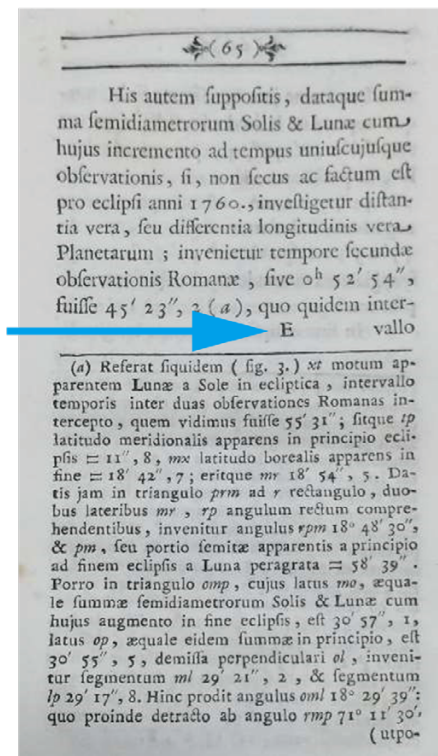 (65)
His autem ſuppoſitis, dataque ſum-
ma ſemidiametrorum Solis & Lunæ cum
hujus incremento ad tempus uniuſcujuſque
obſervationis, ſi, non ſecus ac factum eſt
pro eclipſi anni 1760., inveſtigetur diſtan-
tia vera, ſeu differentia longitudinis vera
Planetarum; invenietur tempore ſecundæ
obſervationis Romanæ, ſive 0h 52′ 54″,
fuiſſe 45′ 23″, 2 (a), quo quidem inter-
E vallo
(a) Referat ſiquidem (fig. 3.) xt motum ap-
parentem Lunæ a Sole in ecliptica, intervallo
temporis inter duas obſervationes Romanas in-
tercepto, quem vidimus fuiſſe 55′ 31″; ſitque tp
latitudo meridionalis apparens in principio ecli-
pſis = 11″, 8, mx latitudo borealis apparens in
fine = 18′ 42″, 7; eritque mr 18′ 54″, 5. Da-
tis jam in triangulo prm ad r rectangulo, duo-
bus lateribus mr, rp angulum rectum compre-
hendentibus, invenitur angulus rpm 18° 48′ 30″,
& pm, ſeu portio ſemitæ apparentis a principio
ad finem eclipſis a Luna peragrata = 58′ 39″.
Porro in triangulo omp, cujus latus mo, æqua-
le ſummæ ſemidiametrorum Solis & Lunæ cum
hujus augmento in fine eclipſis, eſt 30′ 57″, 1,
latus op, æquale eidem ſummæ in principio, eſt
30′ 55″, 5, demiſſa perpendiculari ol, inveni-
tur ſegmentum ml 29′ 21″, 2, & ſegmentum
lp 29′ 17″, 8. Hinc prodit angulus oml 18° 29′ 39″:
quo proinde detracto ab angulo rmp 71° 11′ 30″,
(utpo-